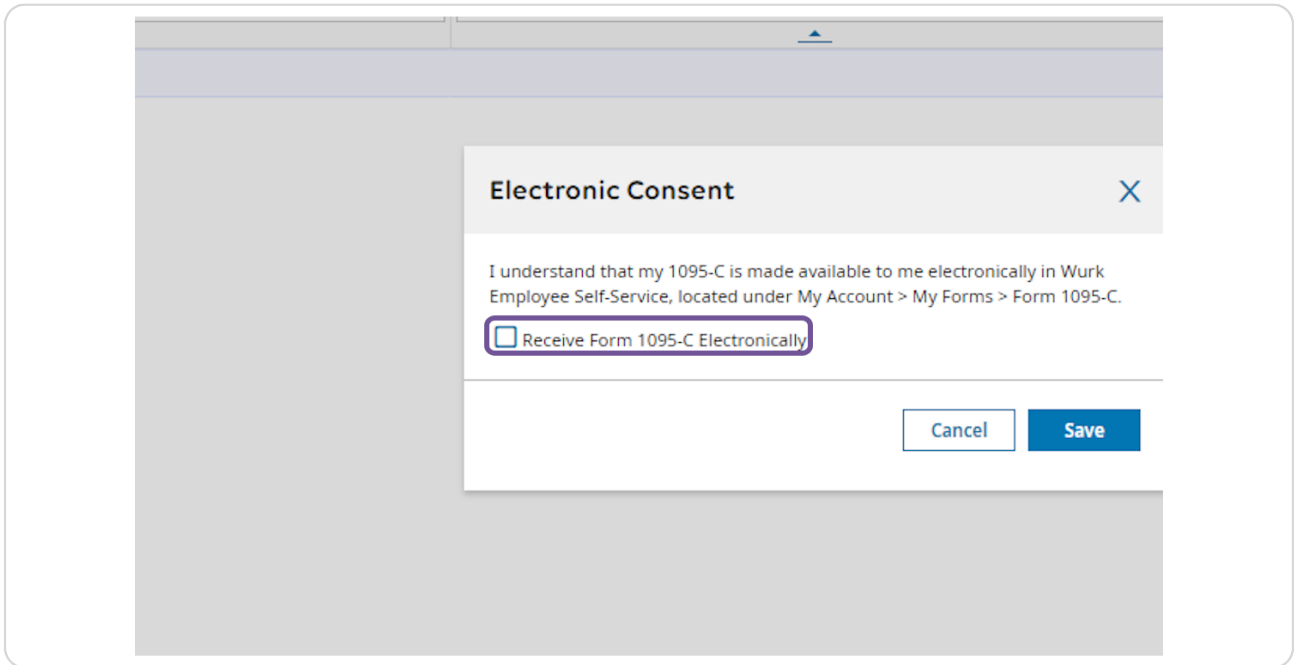 Electronic Consent
I understand that my 1095-C is made available to me electronically in Wurk
Employee Self-Service, located under My Account > My Forms > Form 1095-C.
Receive Form 1095-C Electronically
Cancel Save